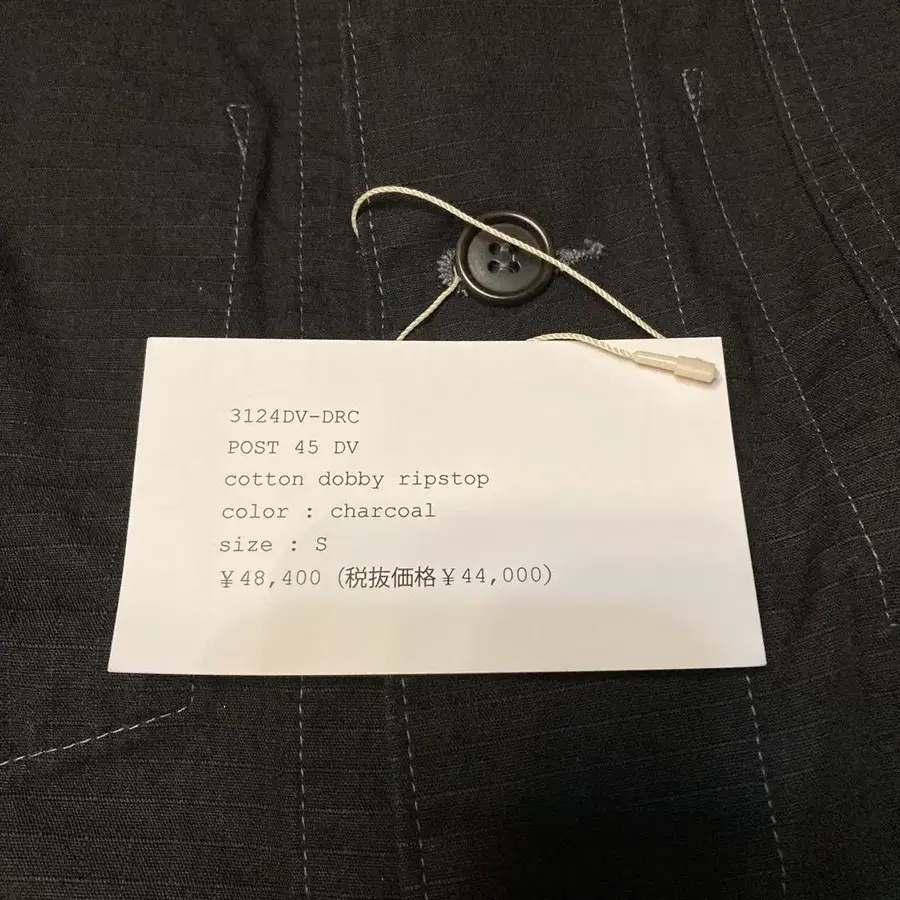 3124DV-DRC
POST 45 DV
cotton dobby ripstop
color : charcoal
size : S
¥48,400 (税抜価格¥44,000)